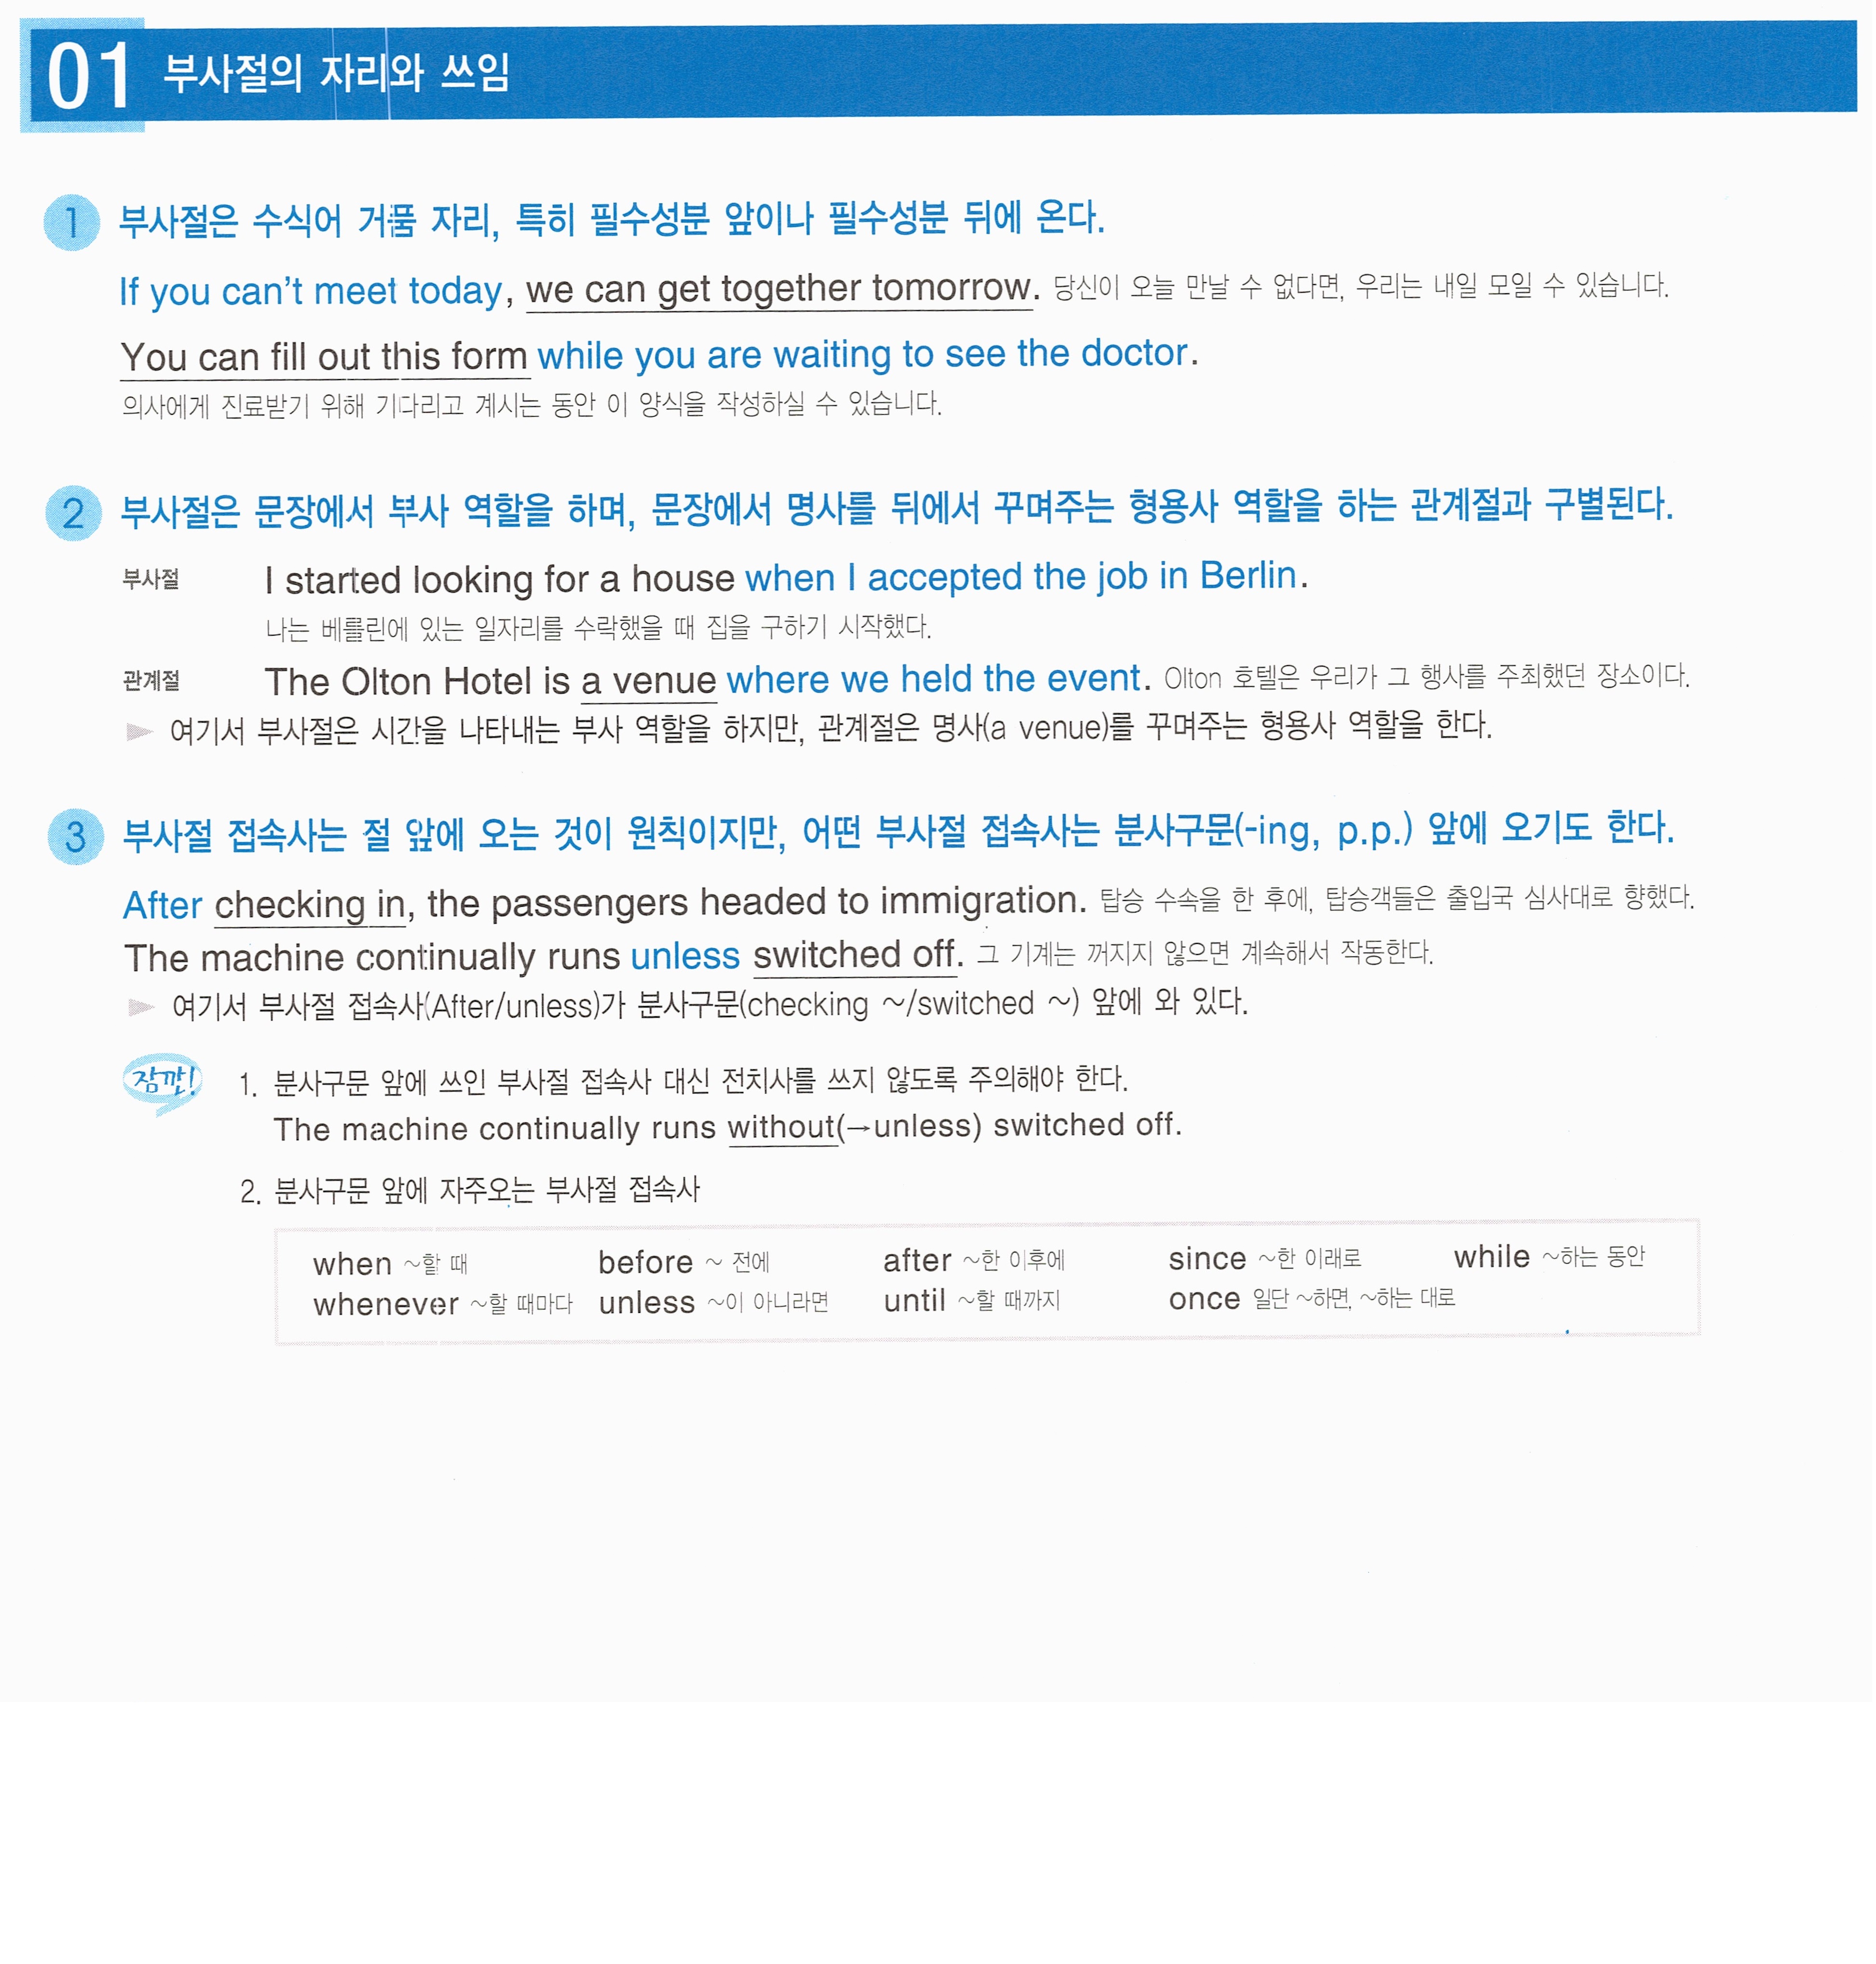 01 부사절의 자리와 쓰임
1 부사절은 수식어 거품 자리, 특히 필수성분 앞이나 필수성분 뒤에 온다.
If you can't meet today, we can get together tomorrow. 당신이 오늘 만날 수 없다면, 우리는 내일 모일 수 있습니다.
You can fill out this form while you are waiting to see the doctor.
의사에게 진료받기 위해 기다리고 계시는 동안 이 양식을 작성하실 수 있습니다.
2 부사절은 문장에서 부사 역할을 하며, 문장에서 명사를 뒤에서 꾸며주는 형용사 역할을 하는 관계절과 구별된다.
부사절 I started looking for a house when I accepted the job in Berlin.
나는 베를린에 있는 일자리를 수락했을 때 집을 구하기 시작했다.
관계절 The Olton Hotel is a venue where we held the event. Olton 호텔은 우리가 그 행사를 주최했던 장소이다.
▶ 여기서 부사절은 시간을 나타내는 부사 역할을 하지만, 관계절은 명사(a venue)를 꾸며주는 형용사 역할을 한다.
3 부사절 접속사는 절 앞에 오는 것이 원칙이지만, 어떤 부사절 접속사는 분사구문(-ing, p.p.) 앞에 오기도 한다.
After checking in, the passengers headed to immigration. 탑승 수속을 한 후에, 탑승객들은 출입국 심사대로 향했다.
The machine continually runs unless switched off. 그 기계는 꺼지지 않으면 계속해서 작동한다.
▶ 여기서 부사절 접속사(After/unless)가 분사구문(checking ~/switched ~) 앞에 와 있다.
잠깐! 1. 분사구문 앞에 쓰인 부사절 접속사 대신 전치사를 쓰지 않도록 주의해야 한다.
The machine continually runs without(→unless) switched off.
2. 분사구문 앞에 자주오는 부사절 접속사
when ~할 때 before ~ 전에 after ~한 이후에 since ~한 이래로 while ~하는 동안
whenever ~할 때마다 unless ~이 아니라면 until ~할 때까지 once 일단 ~하면, ~하는 대로